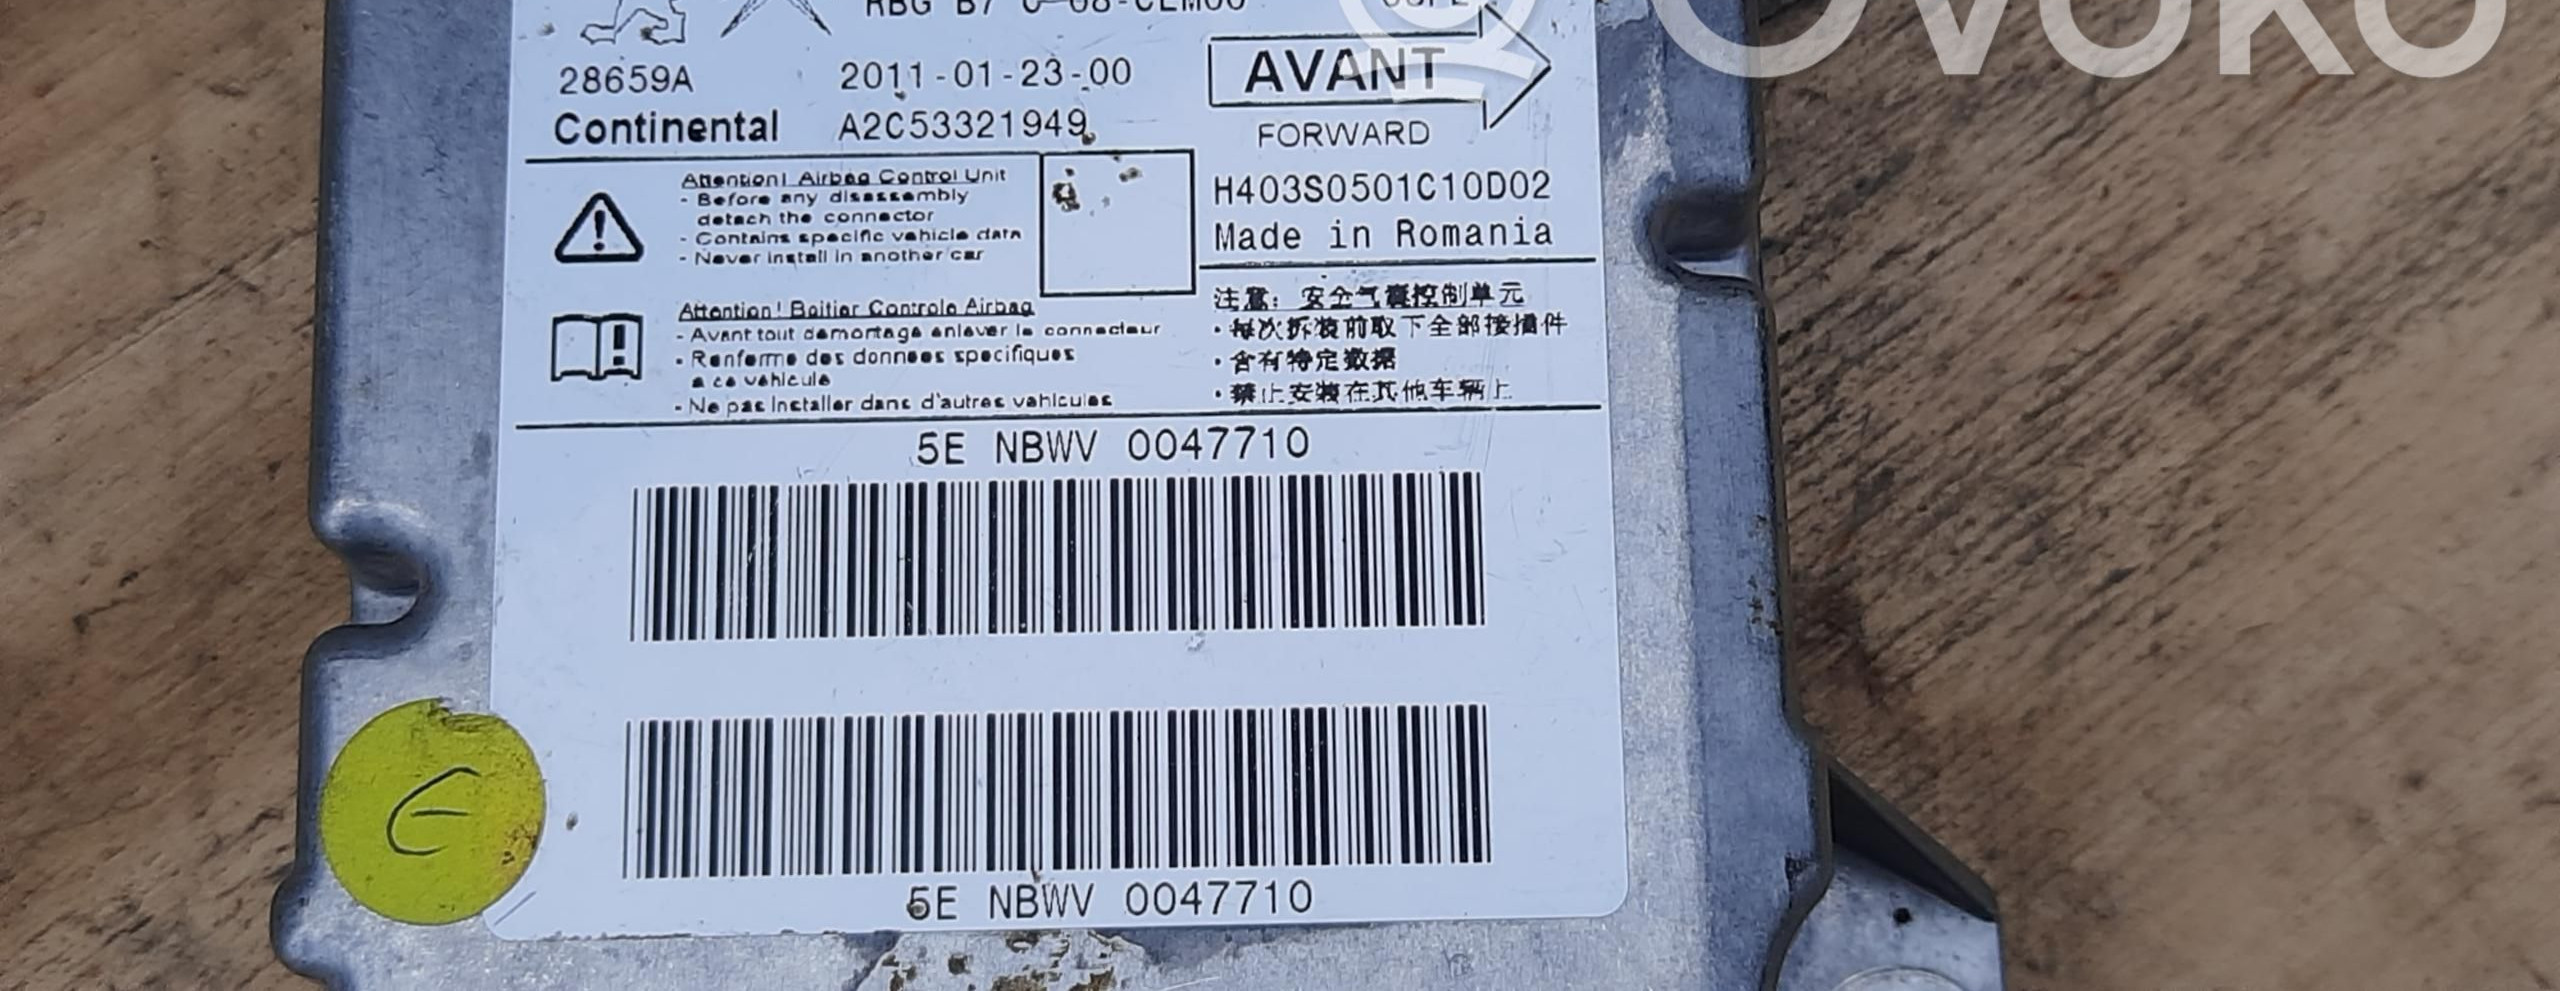 RBG B7 C-08-CEM00
OVOKO
28659A 2011-01-23-00
AVANT
Continental A2C53321949
FORWARD
Attention! Airbag Control Unit
- Before any disassembly
detach the connector
- Contains specific vehicle data
- Never install in another car
H403S0501C10D02
Made in Romania
Attention! Boitier Controle Airbag
- Avant tout demontage enlever le connecteur
- Renferme des donnees specifiques
a ce vehicule
- Ne pas Installer dans d'autres vehicules
注意：安全气囊控制单元
·每次拆装前取下全部接插件
·含有特定数据
·禁止安装在其他车辆上
5E NBWV 0047710
5E NBWV 0047710
E